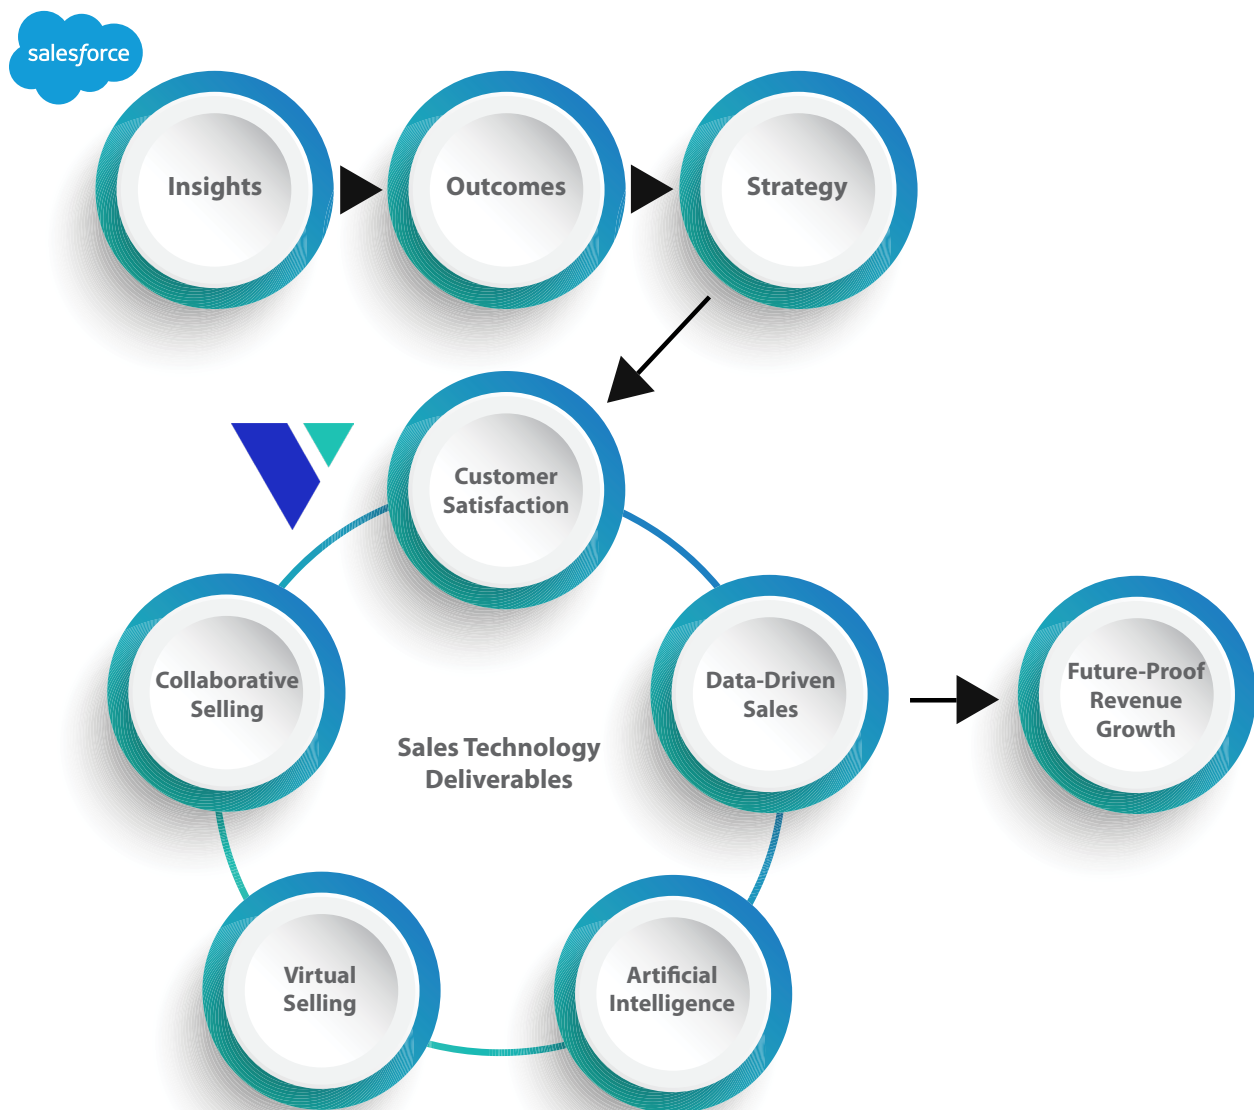 salesforce
Insights
Outcomes
Strategy
Customer
Satisfaction
Collaborative
Selling
Data-Driven
Sales
Future-Proof
Revenue
Growth
Sales Technology
Deliverables
Virtual
Selling
Artificial
Intelligence